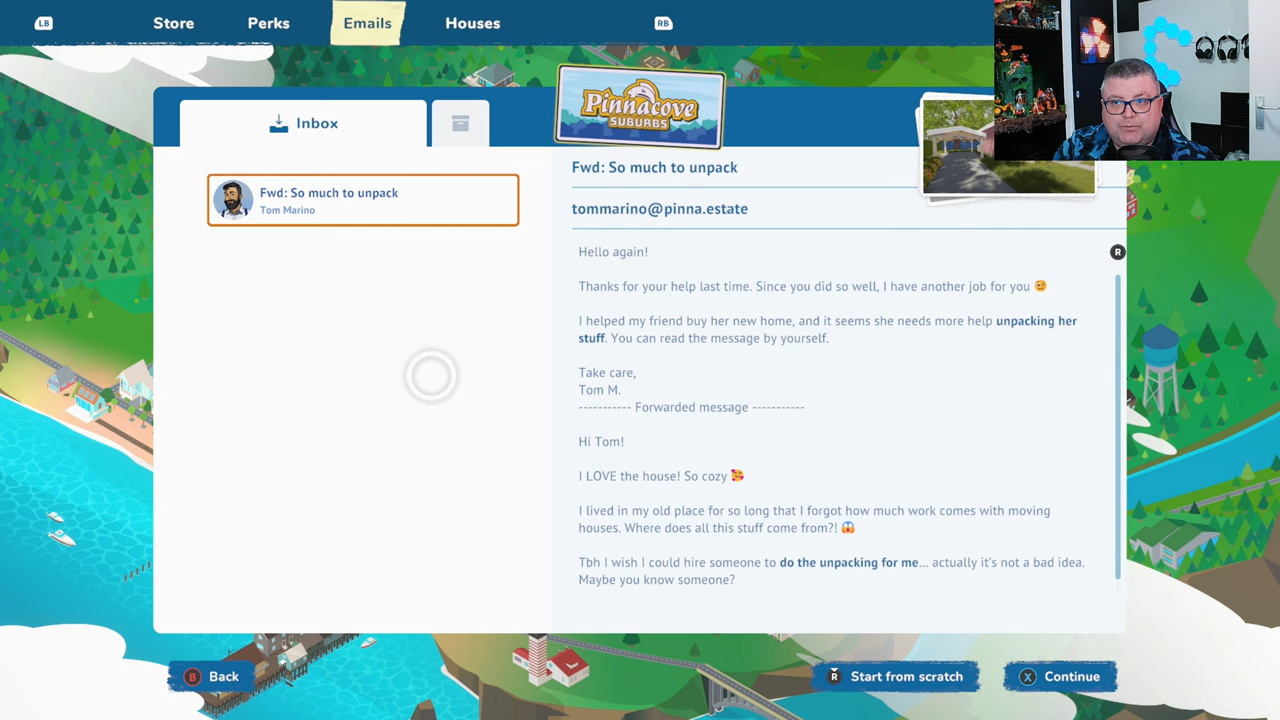 LB
Store
Perks
Emails
Houses
RB
Inbox
Pinnacove
SUBURBS
Fwd: So much to unpack
Tom Marino
Fwd: So much to unpack
tommarino@pinna.estate
R
Hello again!
Thanks for your help last time. Since you did so well, I have another job for you 😉
I helped my friend buy her new home, and it seems she needs more help unpacking her
stuff. You can read the message by yourself.
Take care,
Tom M.
----------- Forwarded message -----------
Hi Tom!
I LOVE the house! So cozy 🥰
I lived in my old place for so long that I forgot how much work comes with moving
houses. Where does all this stuff come from?! 😱
Tbh I wish I could hire someone to do the unpacking for me... actually it's not a bad idea.
Maybe you know someone?
B Back
R Start from scratch
X Continue